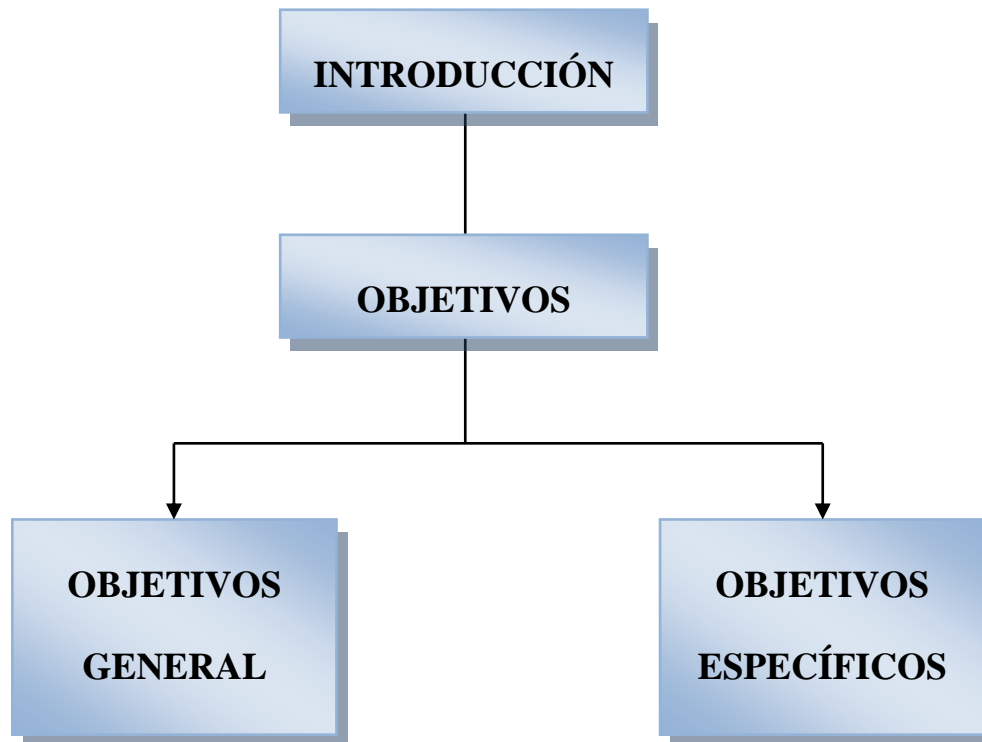 INTRODUCCIÓN
OBJETIVOS
OBJETIVOS
GENERAL
OBJETIVOS
ESPECÍFICOS